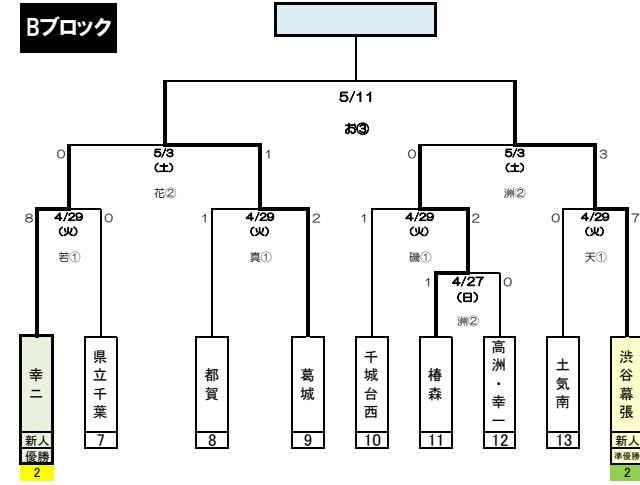 Bブロック
5/11
お③
0 5/3 1
(土)
花②
0 5/3 3
(土)
洲②
8 4/29 0
(火)
若①
1 4/29 2
(火)
真①
1 4/29 2
(火)
磯①
0 4/29 7
(火)
天①
1 4/27 0
(日)
洲②
幸二
県立千葉
都賀
葛城
千城台西
椿森
高洲・幸一
土気南
渋谷幕張
新人 7 8 9 10 11 12 13 新人
優勝 準優勝
2 2